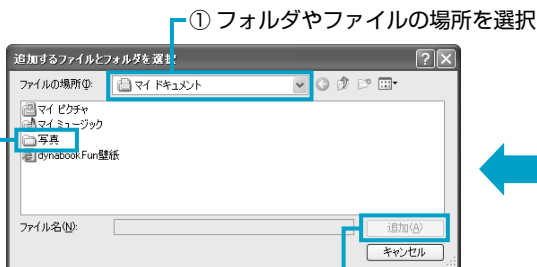 ① フォルダやファイルの場所を選択
追加するファイルとフォルダを選択
ファイルの場所(I):
マイ ドキュメント
マイ ピクチャ
マイ ミュージック
写真
dynabookFun壁紙
ファイル名(N):
追加(A)
キャンセル